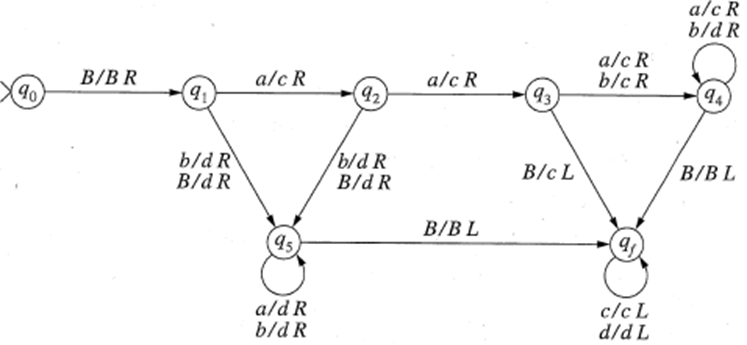 a/c R
b/d R
q0
B/B R
q1
a/c R
q2
a/c R
q3
a/c R
b/c R
q4
b/d R
B/d R
b/d R
B/d R
B/c L
B/B L
q5
B/B L
qf
a/d R
b/d R
c/c L
d/d L